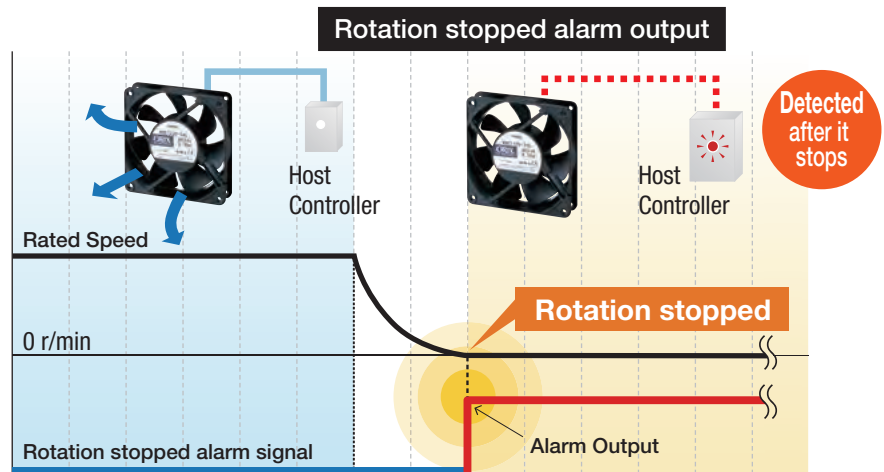 Rotation stopped alarm output
Detected
after it
stops
Host
Controller
Host
Controller
Rated Speed
Rotation stopped
0 r/min
Alarm Output
Rotation stopped alarm signal